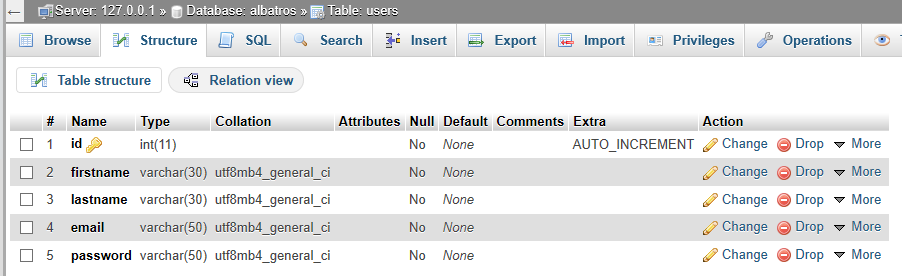 Server: 127.0.0.1 » Database: albatros » Table: users
Browse Structure SQL Search Insert Export Import Privileges Operations
Table structure Relation view
# Name Type Collation Attributes Null Default Comments Extra Action
1 id int(11) No None AUTO_INCREMENT Change Drop More
2 firstname varchar(30) utf8mb4_general_ci No None Change Drop More
3 lastname varchar(30) utf8mb4_general_ci No None Change Drop More
4 email varchar(50) utf8mb4_general_ci No None Change Drop More
5 password varchar(50) utf8mb4_general_ci No None Change Drop More